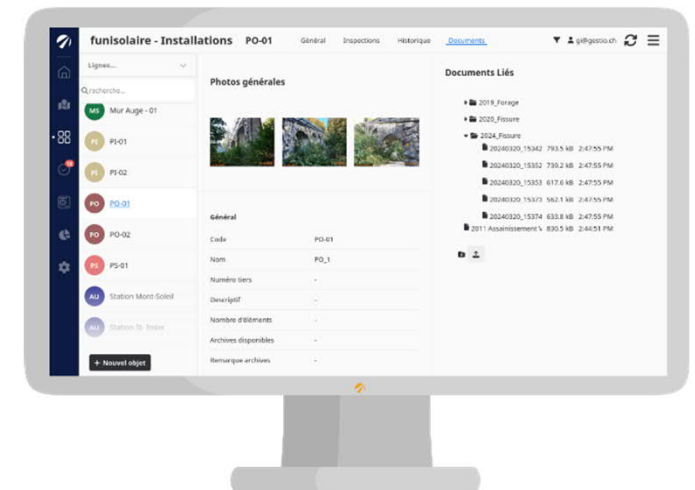 funisolaire - Installations PO-01 Général Inspections Historique Documents gi@gestio.ch
Lignes...
recherche...
MS Mur Auge - 01
PI PI-01
PI PI-02
PO PO-01
PO PO-02
PS PS-01
AU Station Mont-Soleil
AU
+ Nouvel objet
Photos générales
Général
Code PO-01
Nom PO_1
Numéro tiers -
Descriptif -
Nombre d'éléments -
Archives disponibles -
Remarque archives -
Documents Liés
2019_Forage
2020_Fissure
2024_Fissure
20240320_15342 793.5 kB 2:47:55 PM
20240320_15352 739.2 kB 2:47:55 PM
20240320_15353 617.6 kB 2:47:55 PM
20240320_15373 562.1 kB 2:47:55 PM
20240320_15374 633.8 kB 2:47:55 PM
2011 Assainissement 830.5 kB 2:44:51 PM